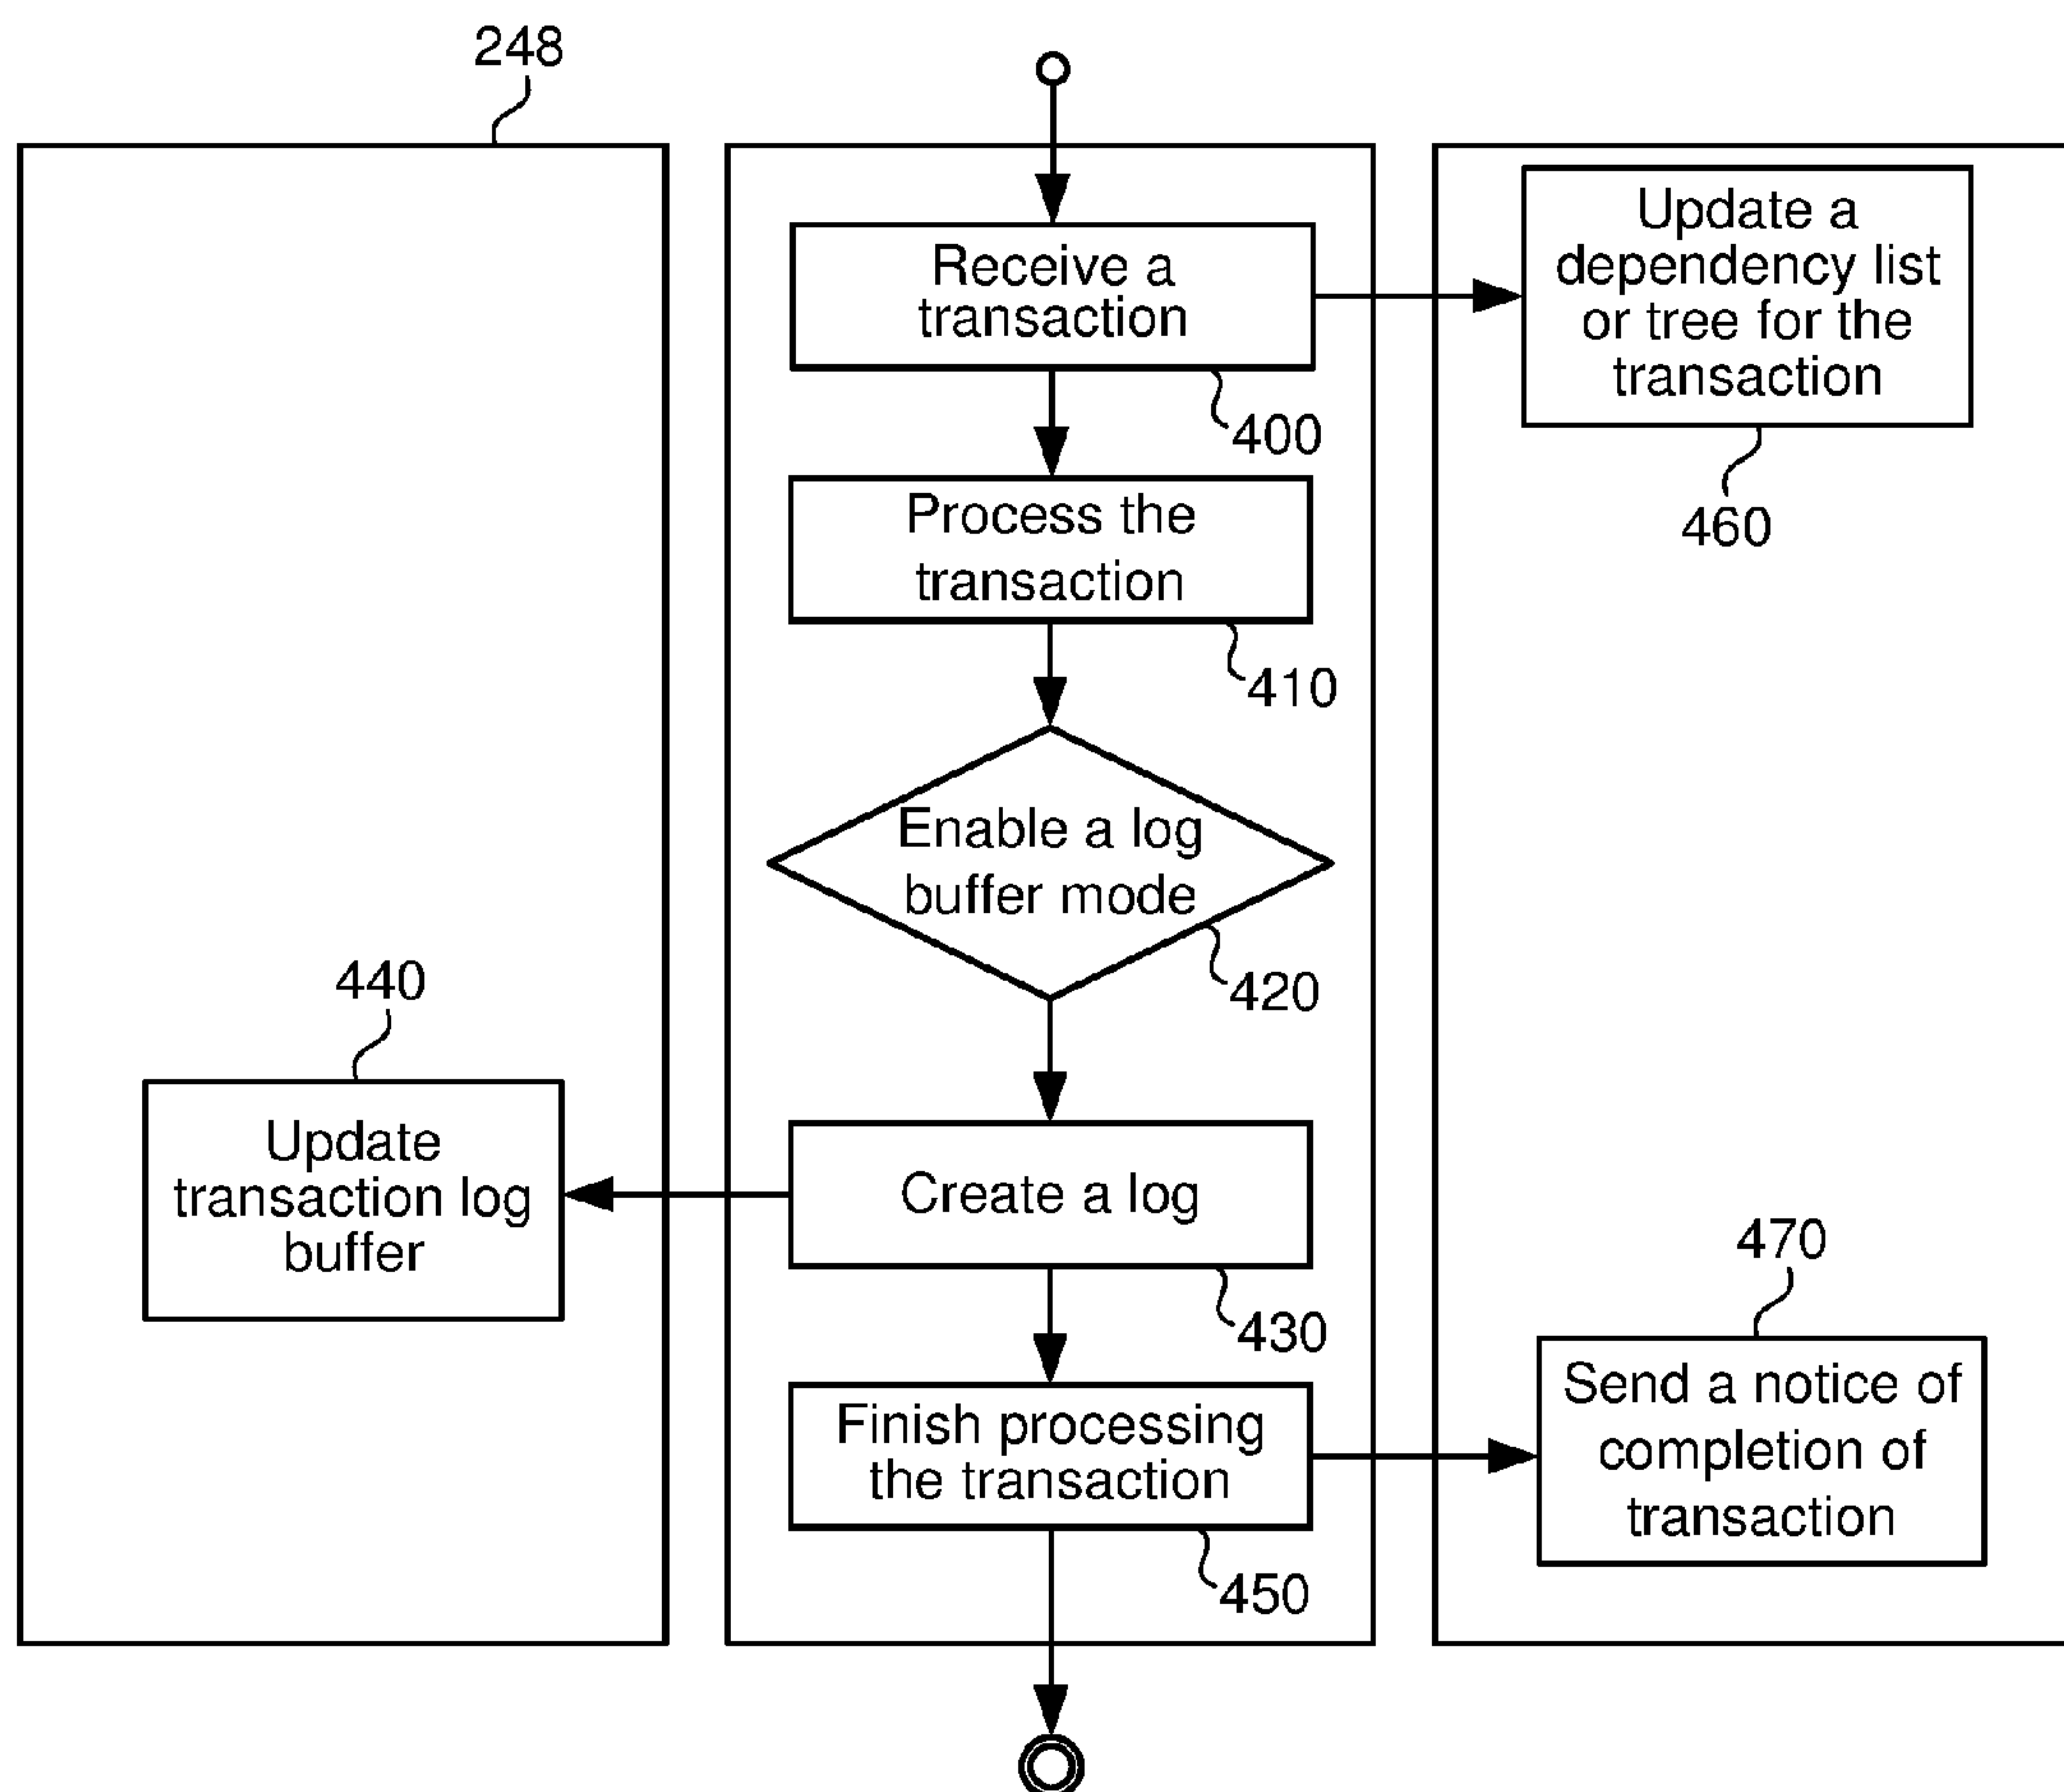 248
Receive a
transaction
400
Update a
dependency list
or tree for the
transaction
460
Process the
transaction
410
Enable a log
buffer mode
420
440
Update
transaction log
buffer
Create a log
430
Finish processing
the transaction
450
470
Send a notice of
completion of
transaction